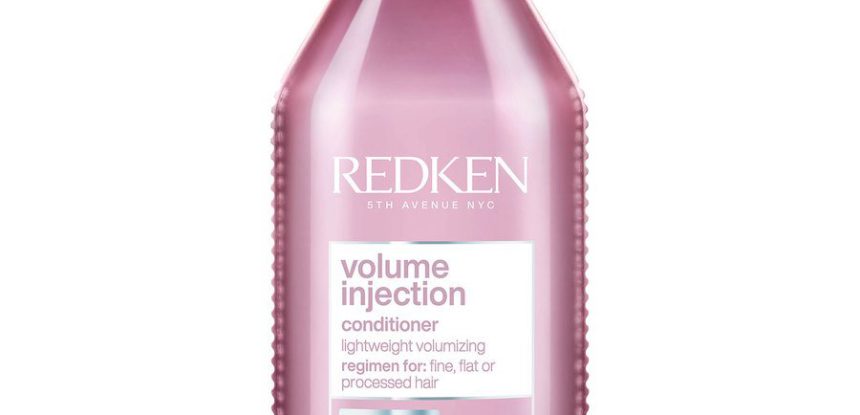 REDKEN
5TH AVENUE NYC
volume
injection
conditioner
lightweight volumizing
regimen for: fine, flat or
processed hair